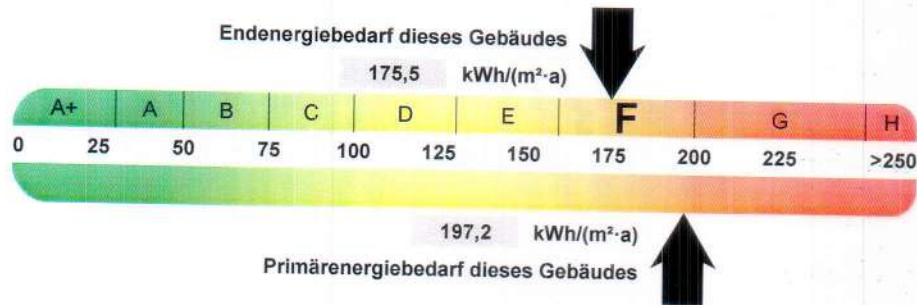 Endenergiebedarf dieses Gebäudes
175,5 kWh/(m²·a)
A+ A B C D E F G H
0 25 50 75 100 125 150 175 200 225 >250
197,2 kWh/(m²·a)
Primärenergiebedarf dieses Gebäudes